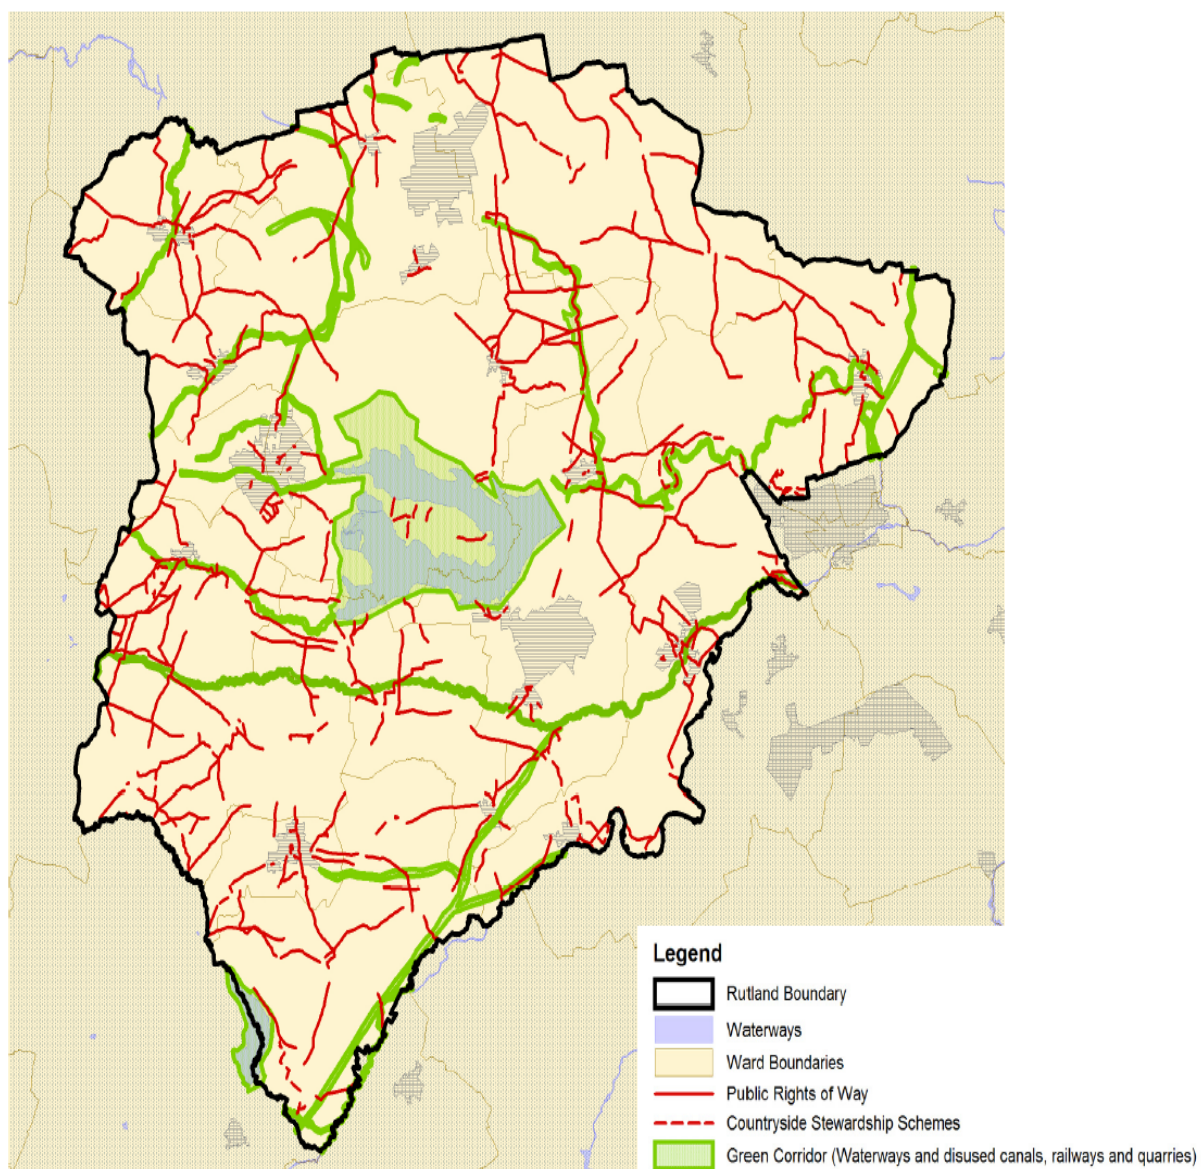 Legend
Rutland Boundary
Waterways
Ward Boundaries
Public Rights of Way
Countryside Stewardship Schemes
Green Corridor (Waterways and disused canals, railways and quarries)